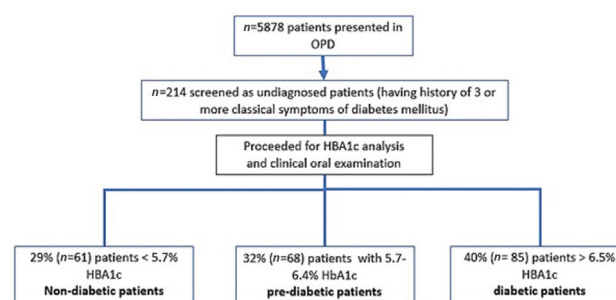 n=5878 patients presented in
OPD
n=214 screened as undiagnosed patients (having history of 3 or
more classical symptoms of diabetes mellitus)
Proceeded for HBA1c analysis
and clinical oral examination
29% (n=61) patients < 5.7%
HBA1c
Non-diabetic patients
32% (n=68) patients with 5.7-
6.4% HbA1c
pre-diabetic patients
40% (n= 85) patients > 6.5%
HBA1c
diabetic patients